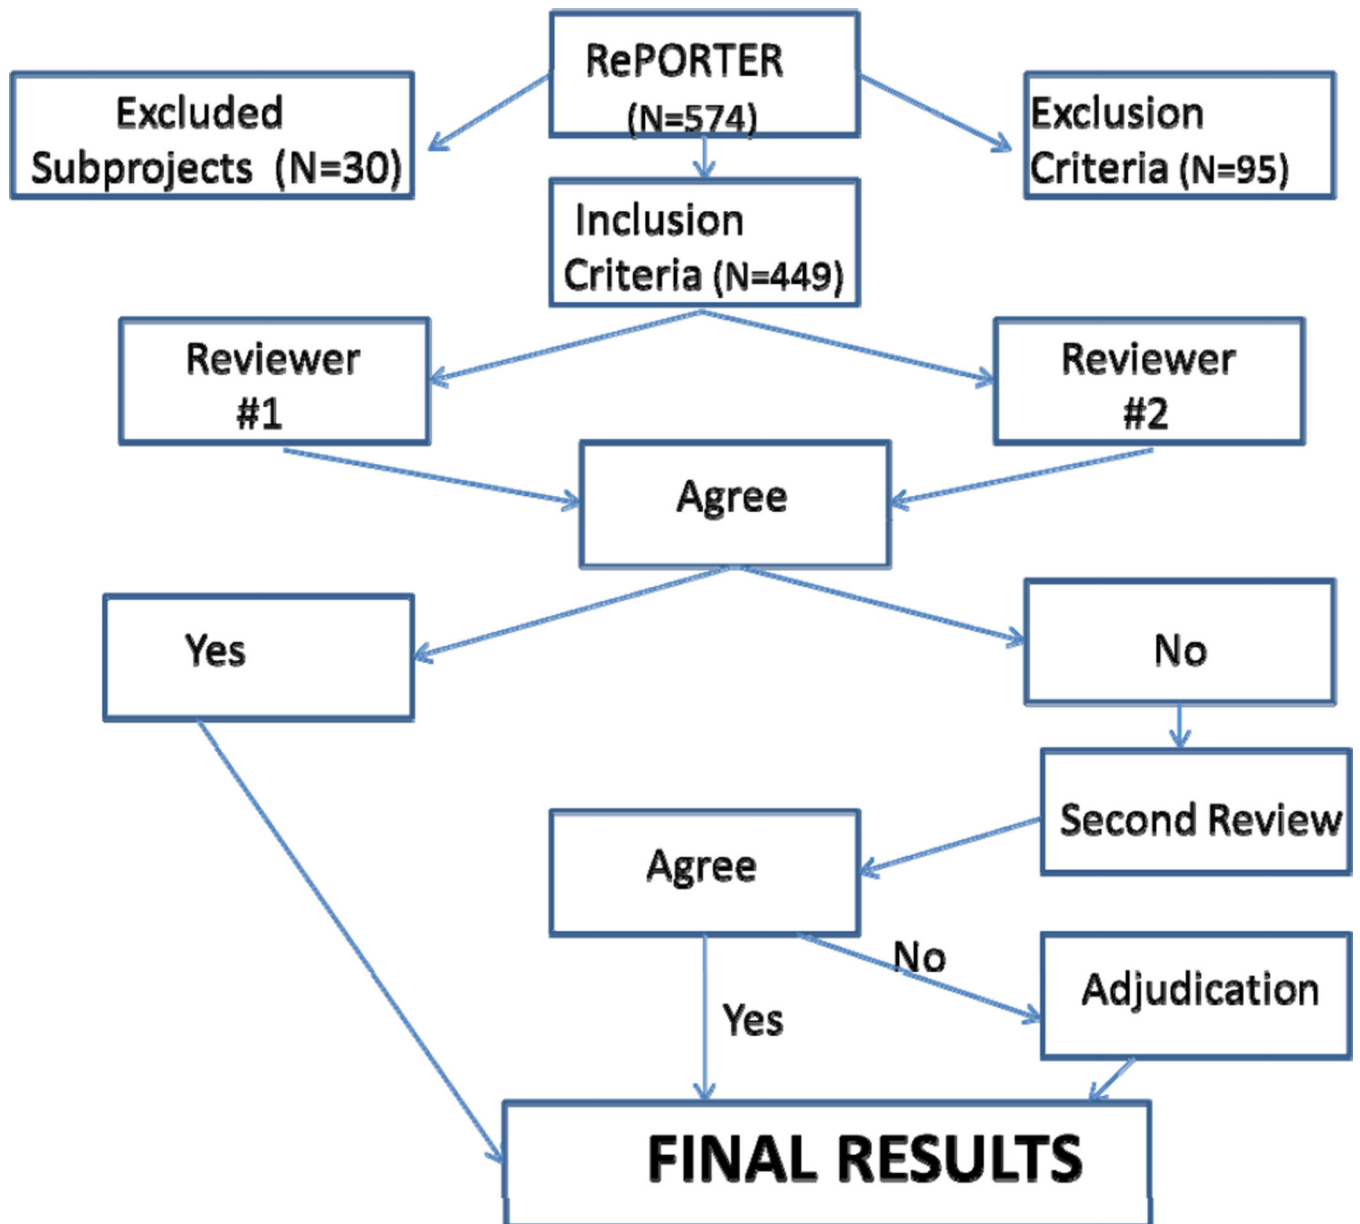 RePORTER
(N=574)
Excluded
Subprojects (N=30)
Exclusion
Criteria (N=95)
Inclusion
Criteria (N=449)
Reviewer
#1
Reviewer
#2
Agree
Yes
No
Second Review
Agree
No
Adjudication
Yes
FINAL RESULTS